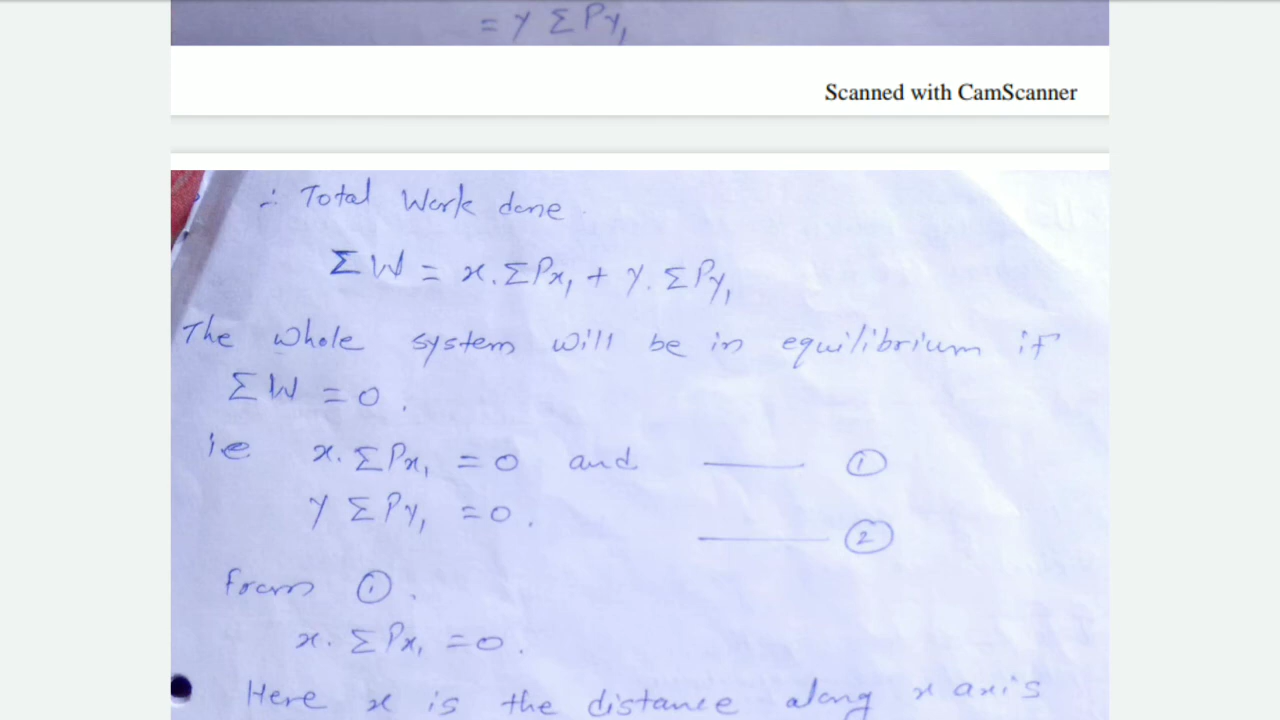 = y Σ Py₁
Scanned with CamScanner
∴ Total Work done.
ΣW = x.ΣPx₁ + y.ΣPy₁
The whole system will be in equilibrium if
ΣW = 0.
ie x.ΣPx₁ = 0 and —— ①
y ΣPy₁ = 0. —— ②
from ①.
x.ΣPx₁ = 0.
Here x is the distance along x axis